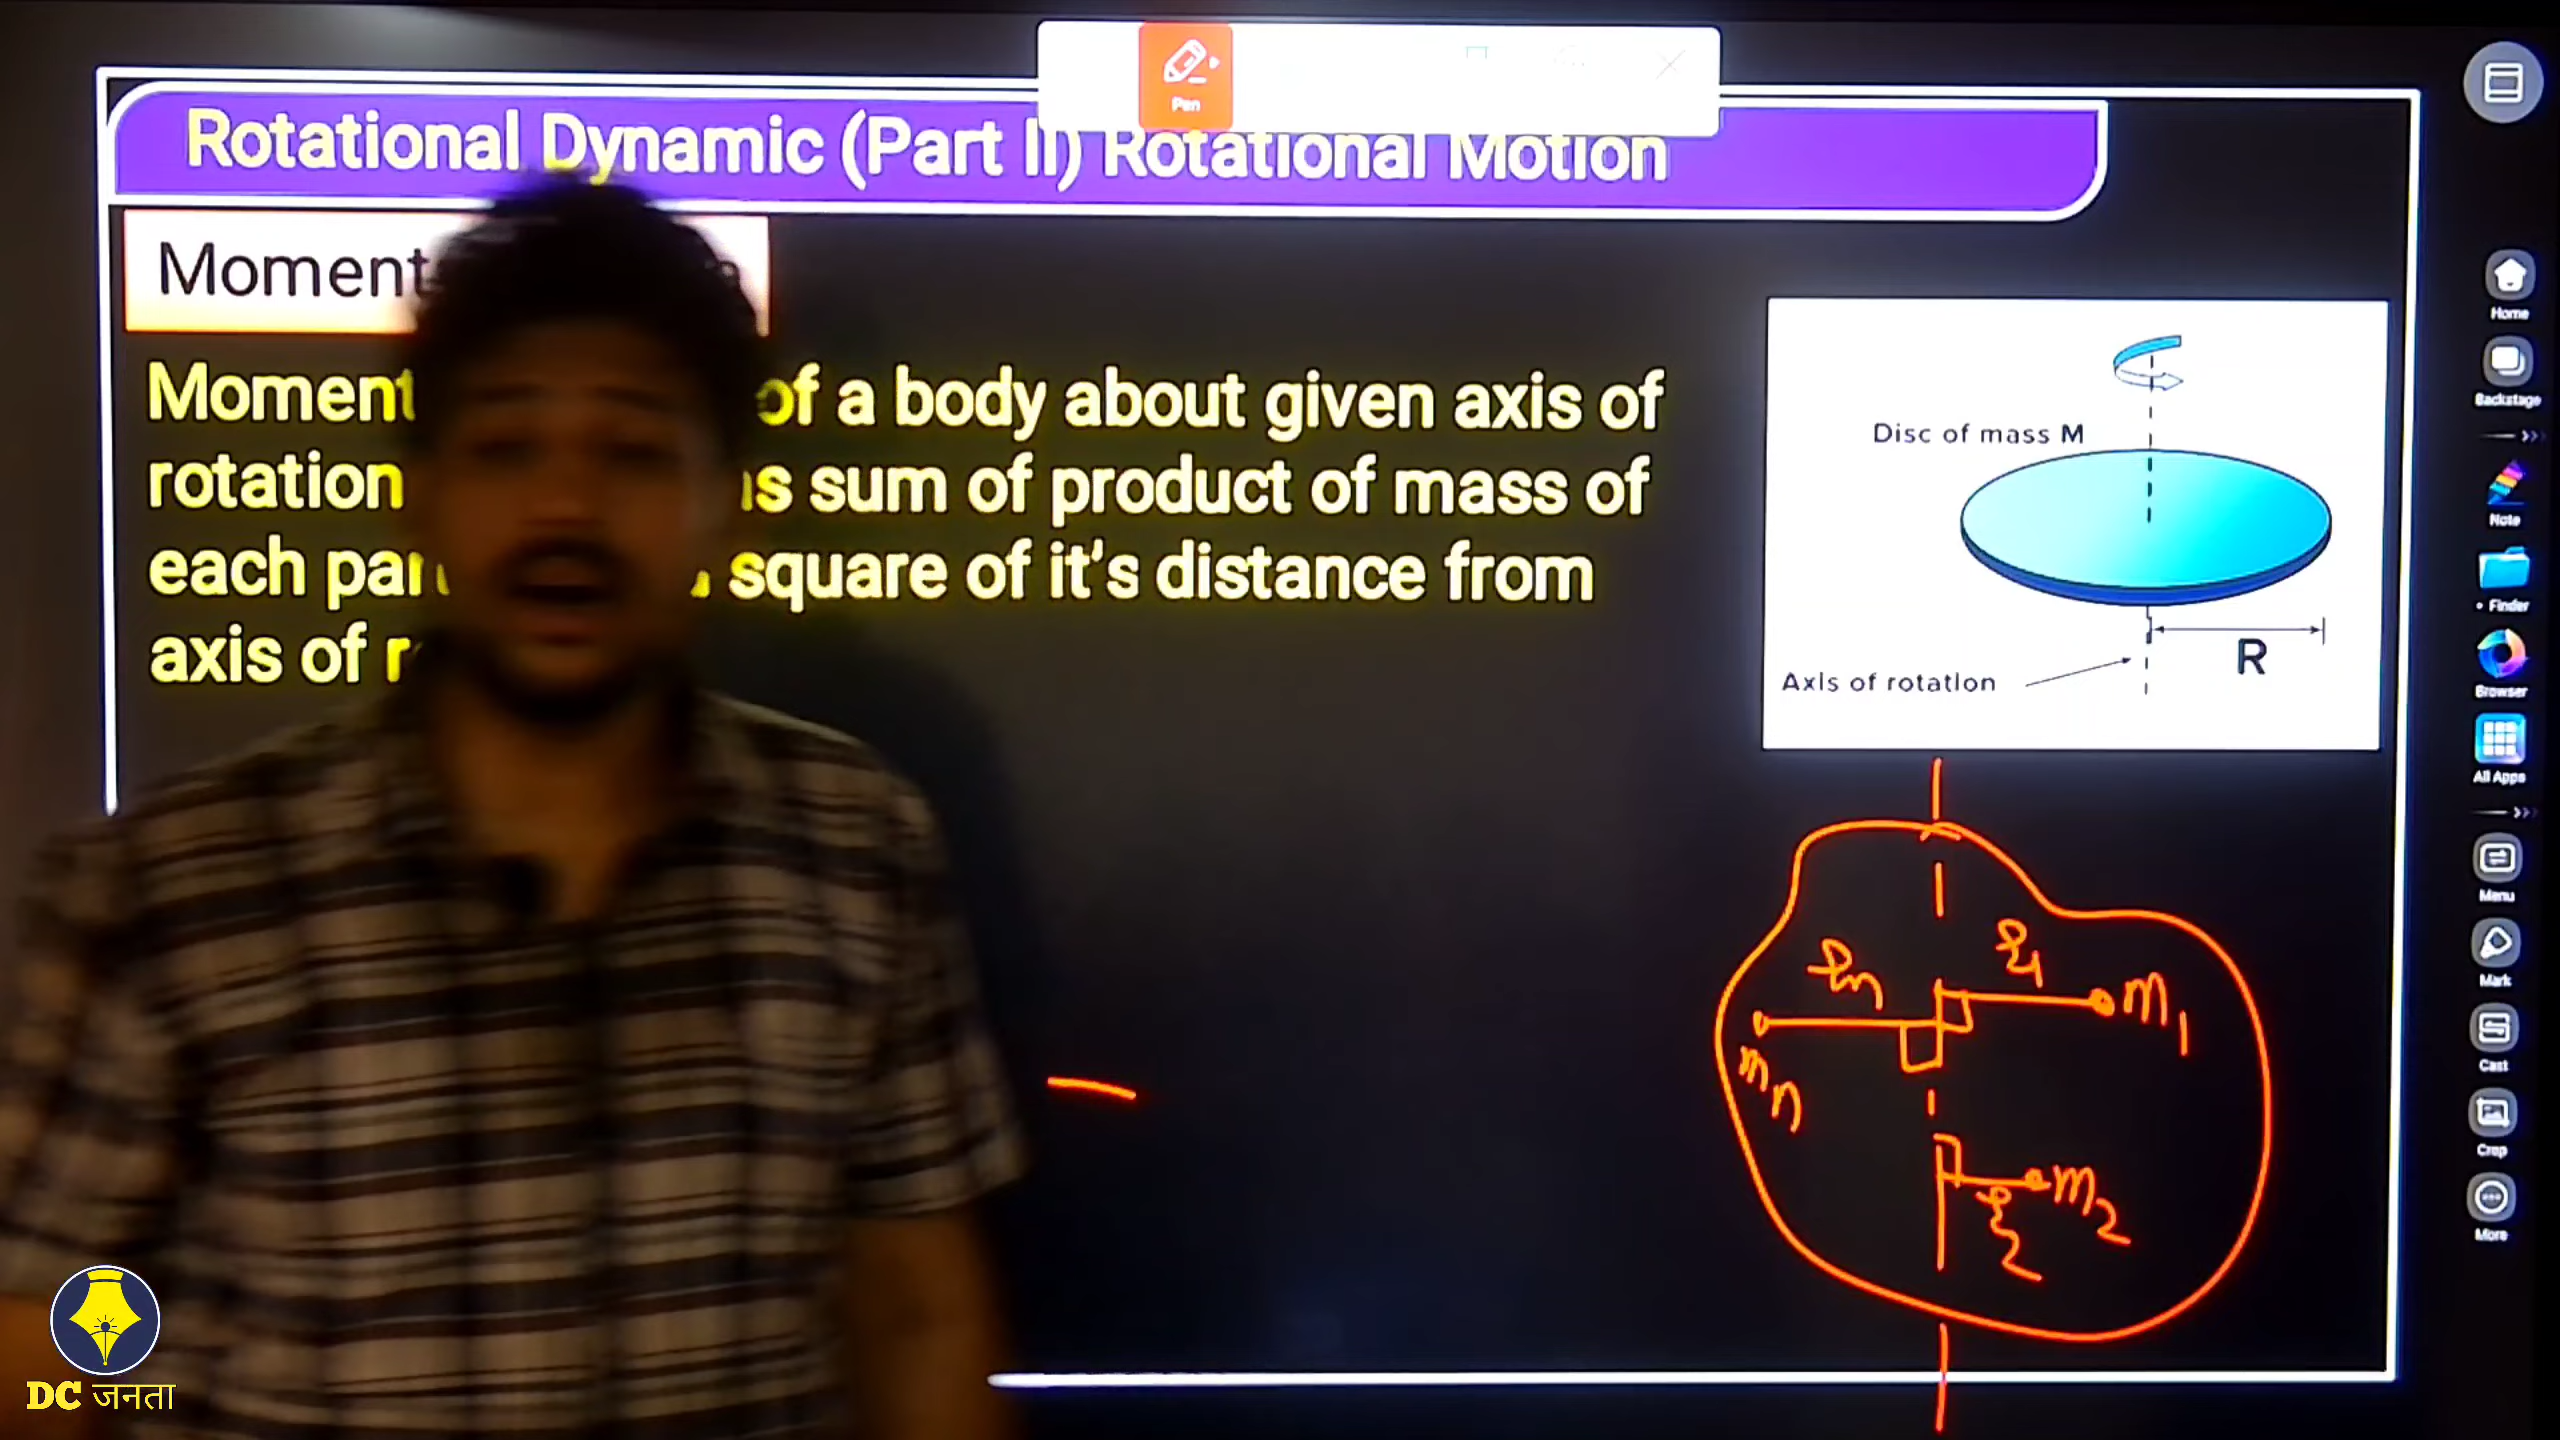 Pen
Rotational Dynamic (Part II) Rotational Motion
Moment
Moment of a body about given axis of
rotation as sum of product of mass of
each square of it's distance from
axis of
Disc of mass M
R
Axis of rotation
r1
rn
m1
mn
m2
r2
Home
Backstage
Note
Finder
Browser
All Apps
Menu
Mark
Cast
Crop
More
DC जनता